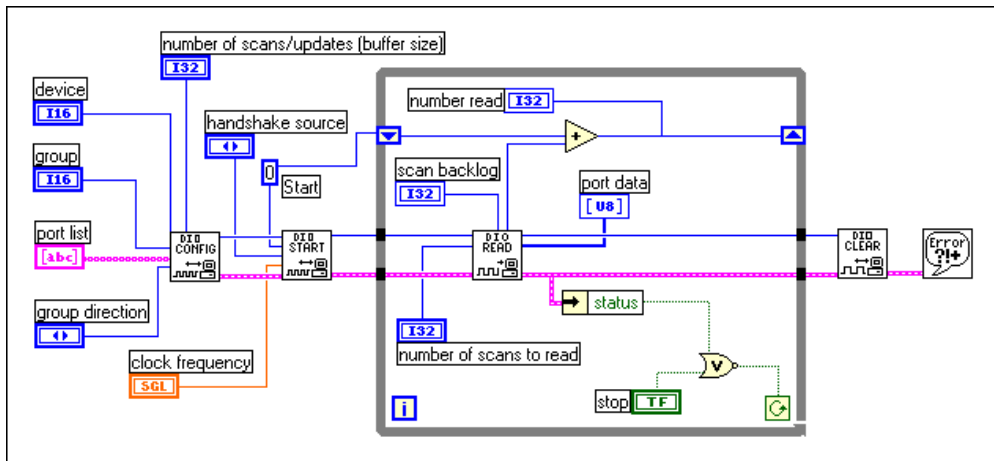 number of scans/updates (buffer size)
I32
device
I16
handshake source
group
I16
0
Start
port list
[abc]
group direction
clock frequency
SGL
number read
I32
scan backlog
I32
port data
[U8]
DIO
CONFIG
DIO
START
DIO
READ
DIO
CLEAR
Error
?!+
I32
number of scans to read
status
V
stop
TF
i
+